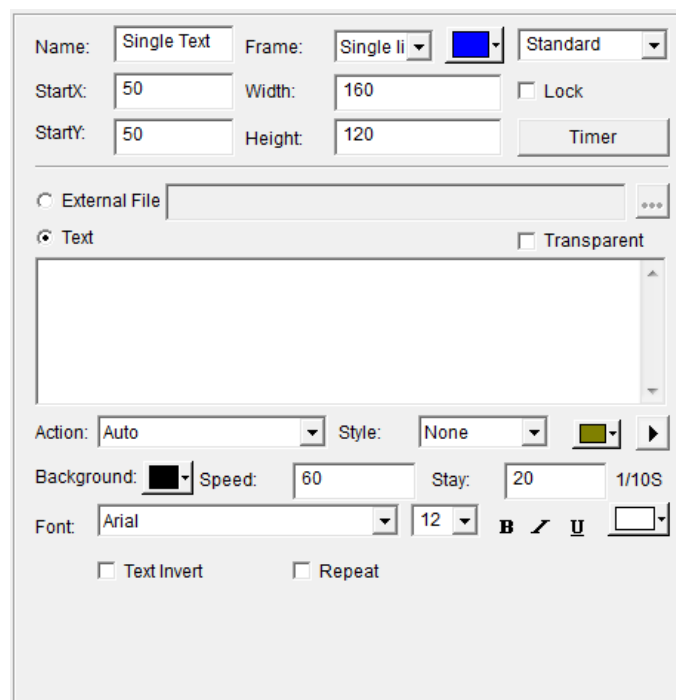 Name: Single Text Frame: Single li Standard
StartX: 50 Width: 160 Lock
StartY: 50 Height: 120 Timer
External File ...
Text Transparent
Action: Auto Style: None
Background: Speed: 60 Stay: 20 1/10S
Font: Arial 12 B I U
Text Invert Repeat